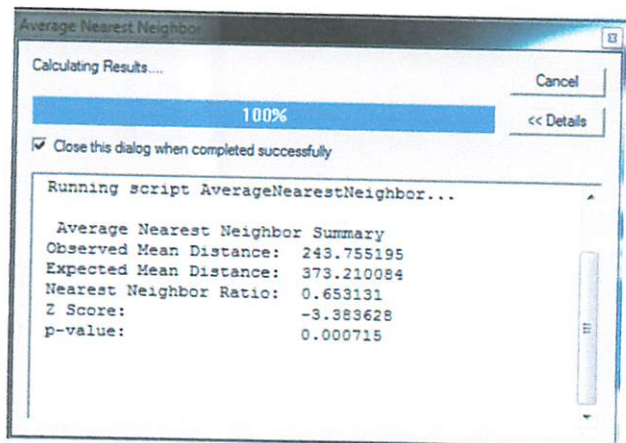 Average Nearest Neighbor
Calculating Results....
Cancel
100%
<< Details
Close this dialog when completed successfully
Running script AverageNearestNeighbor...
Average Nearest Neighbor Summary
Observed Mean Distance: 243.755195
Expected Mean Distance: 373.210084
Nearest Neighbor Ratio: 0.653131
Z Score: -3.383628
p-value: 0.000715